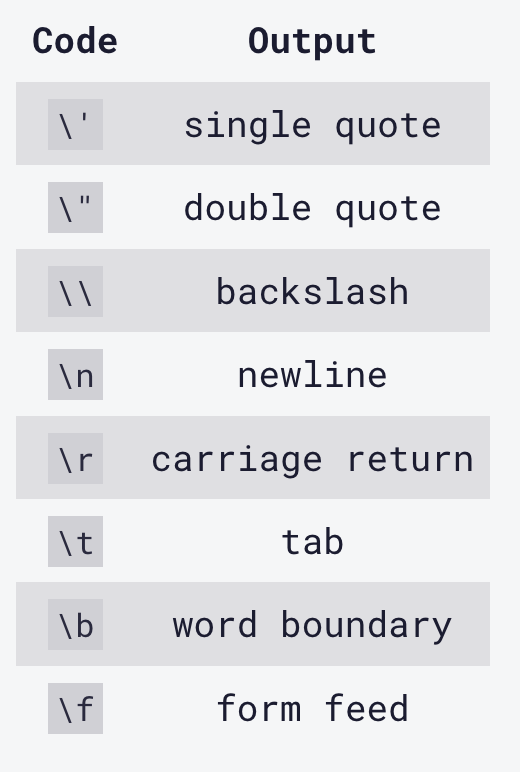 Code Output
\' single quote
\" double quote
\\ backslash
\n newline
\r carriage return
\t tab
\b word boundary
\f form feed